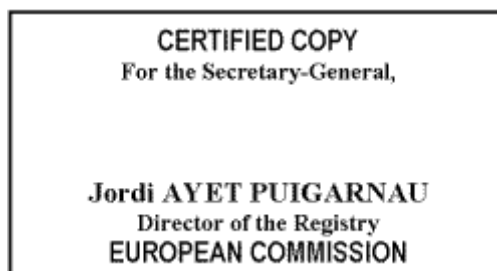 CERTIFIED COPY
For the Secretary-General,
Jordi AYET PUIGARNAU
Director of the Registry
EUROPEAN COMMISSION